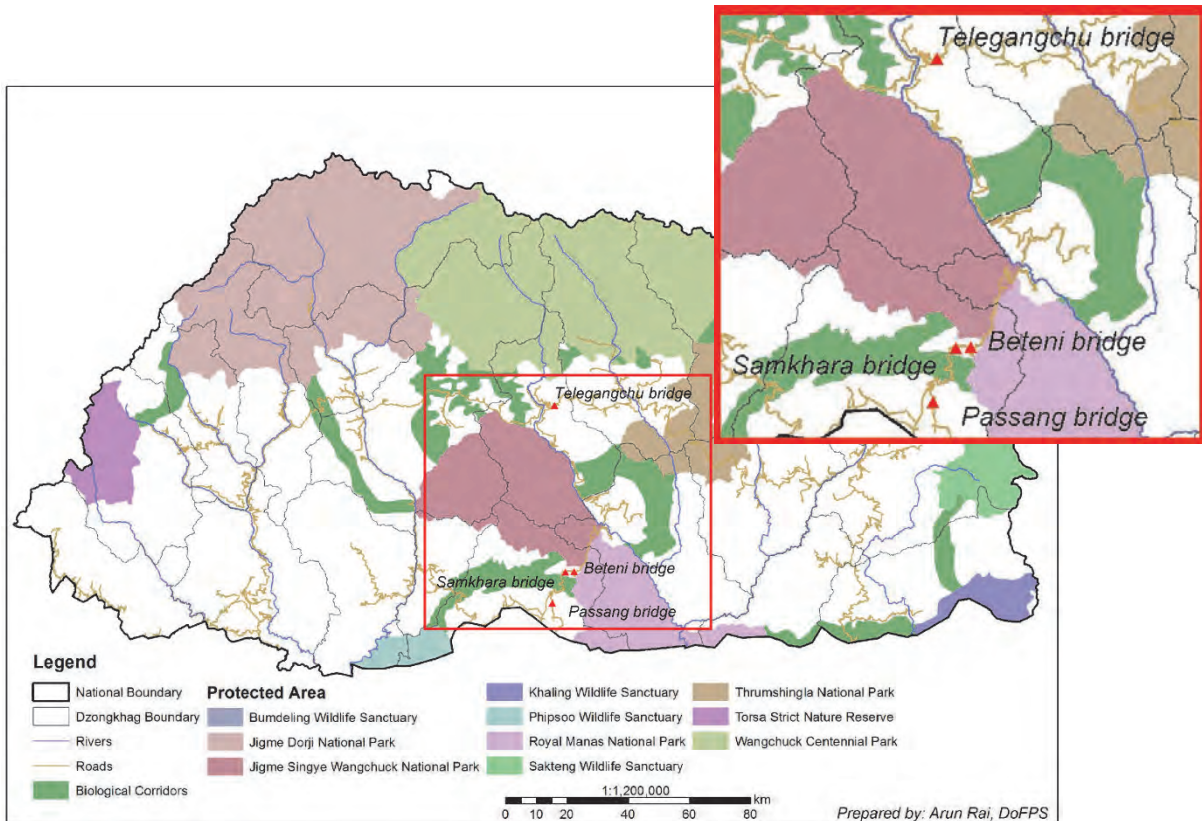 Telegangchu bridge
Beteni bridge
Samkhara bridge
Passang bridge
Telegangchu bridge
Beteni bridge
Samkhara bridge
Passang bridge
Legend
National Boundary
Dzongkhag Boundary
Rivers
Roads
Biological Corridors
Protected Area
Bumdeling Wildlife Sanctuary
Jigme Dorji National Park
Jigme Singye Wangchuck National Park
Khaling Wildlife Sanctuary
Phipsoo Wildlife Sanctuary
Royal Manas National Park
Sakteng Wildlife Sanctuary
Thrumshingla National Park
Torsa Strict Nature Reserve
Wangchuck Centennial Park
1:1,200,000
km
0 10 15 20 40 60 80
Prepared by: Arun Rai, DoFPS